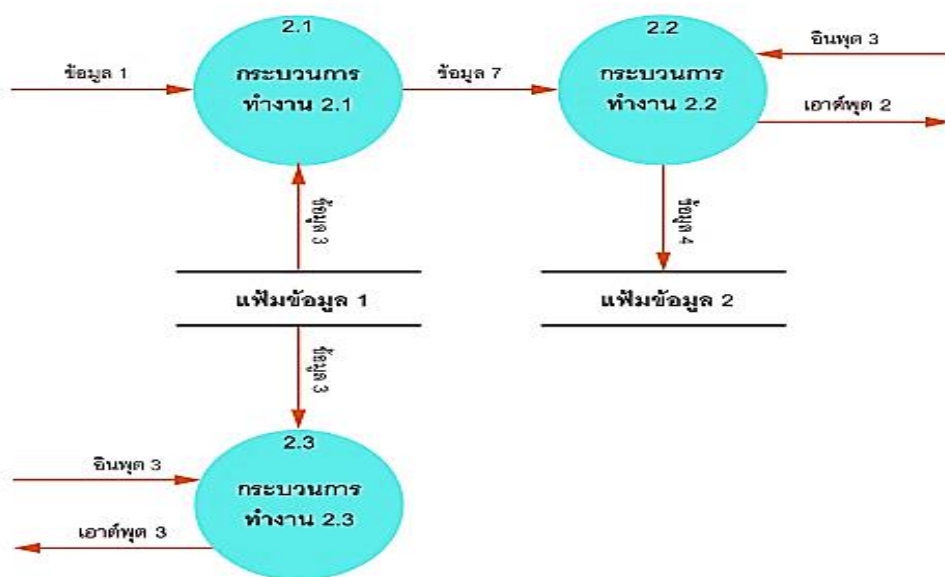 2.1
กระบวนการ
ทำงาน 2.1
2.2
กระบวนการ
ทำงาน 2.2
ข้อมูล 1
ข้อมูล 7
อินพุต 3
เอาต์พุต 2
ข้อมูล 3
ข้อมูล 4
แฟ้มข้อมูล 1
แฟ้มข้อมูล 2
ข้อมูล 3
2.3
กระบวนการ
ทำงาน 2.3
อินพุต 3
เอาต์พุต 3